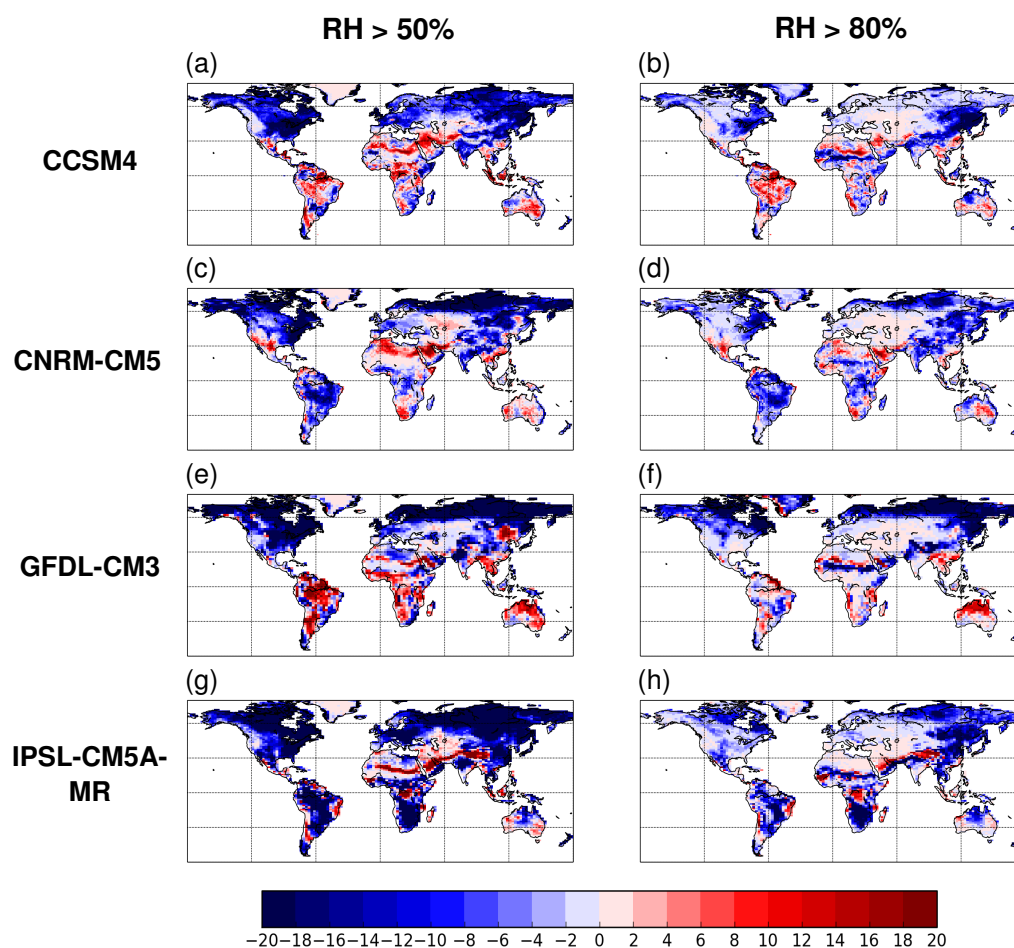 RH > 50%
RH > 80%
(a)
(b)
CCSM4
(c)
(d)
CNRM-CM5
(e)
(f)
GFDL-CM3
(g)
(h)
IPSL-CM5A-
MR
−20−18−16−14−12−10 −8 −6 −4 −2 0 2 4 6 8 10 12 14 16 18 20